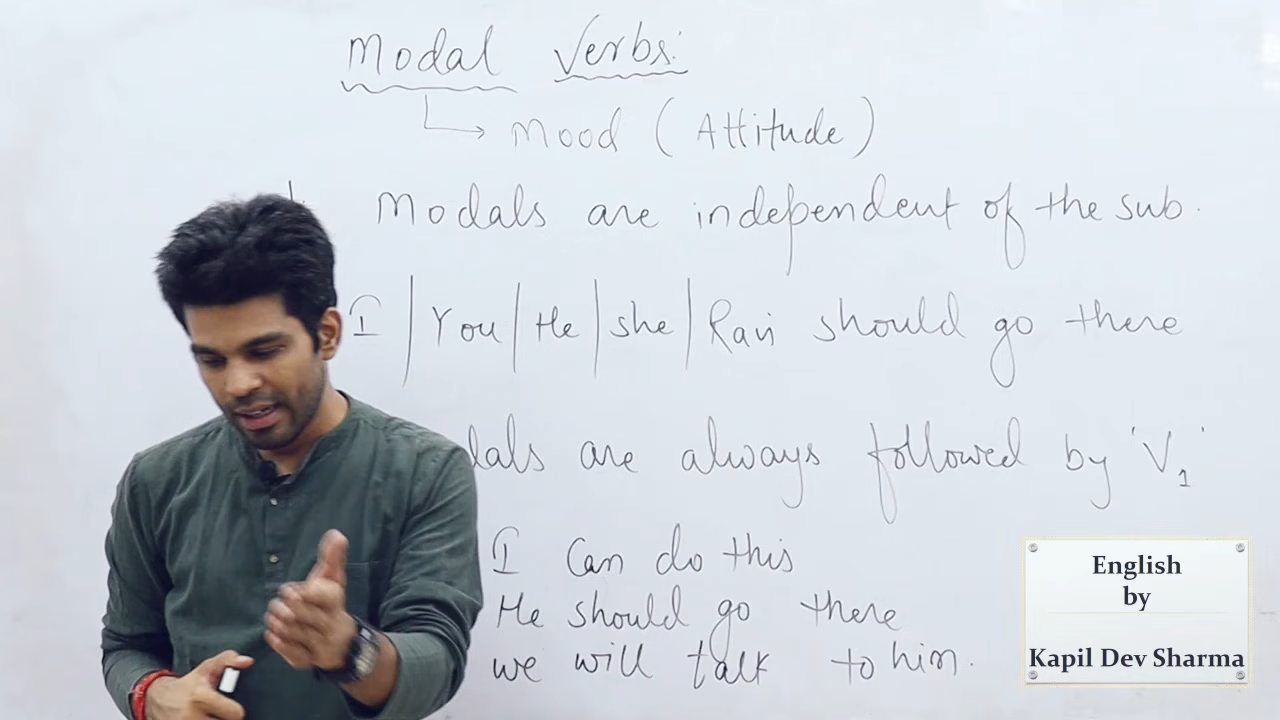 Modal Verbs:
Mood (Attitude)
Modals are independent of the sub.
I | You | He | she | Ravi should go there
dals are always followed by 'V1'
I Can do this
He should go there
we will talk to him.
English
by
Kapil Dev Sharma